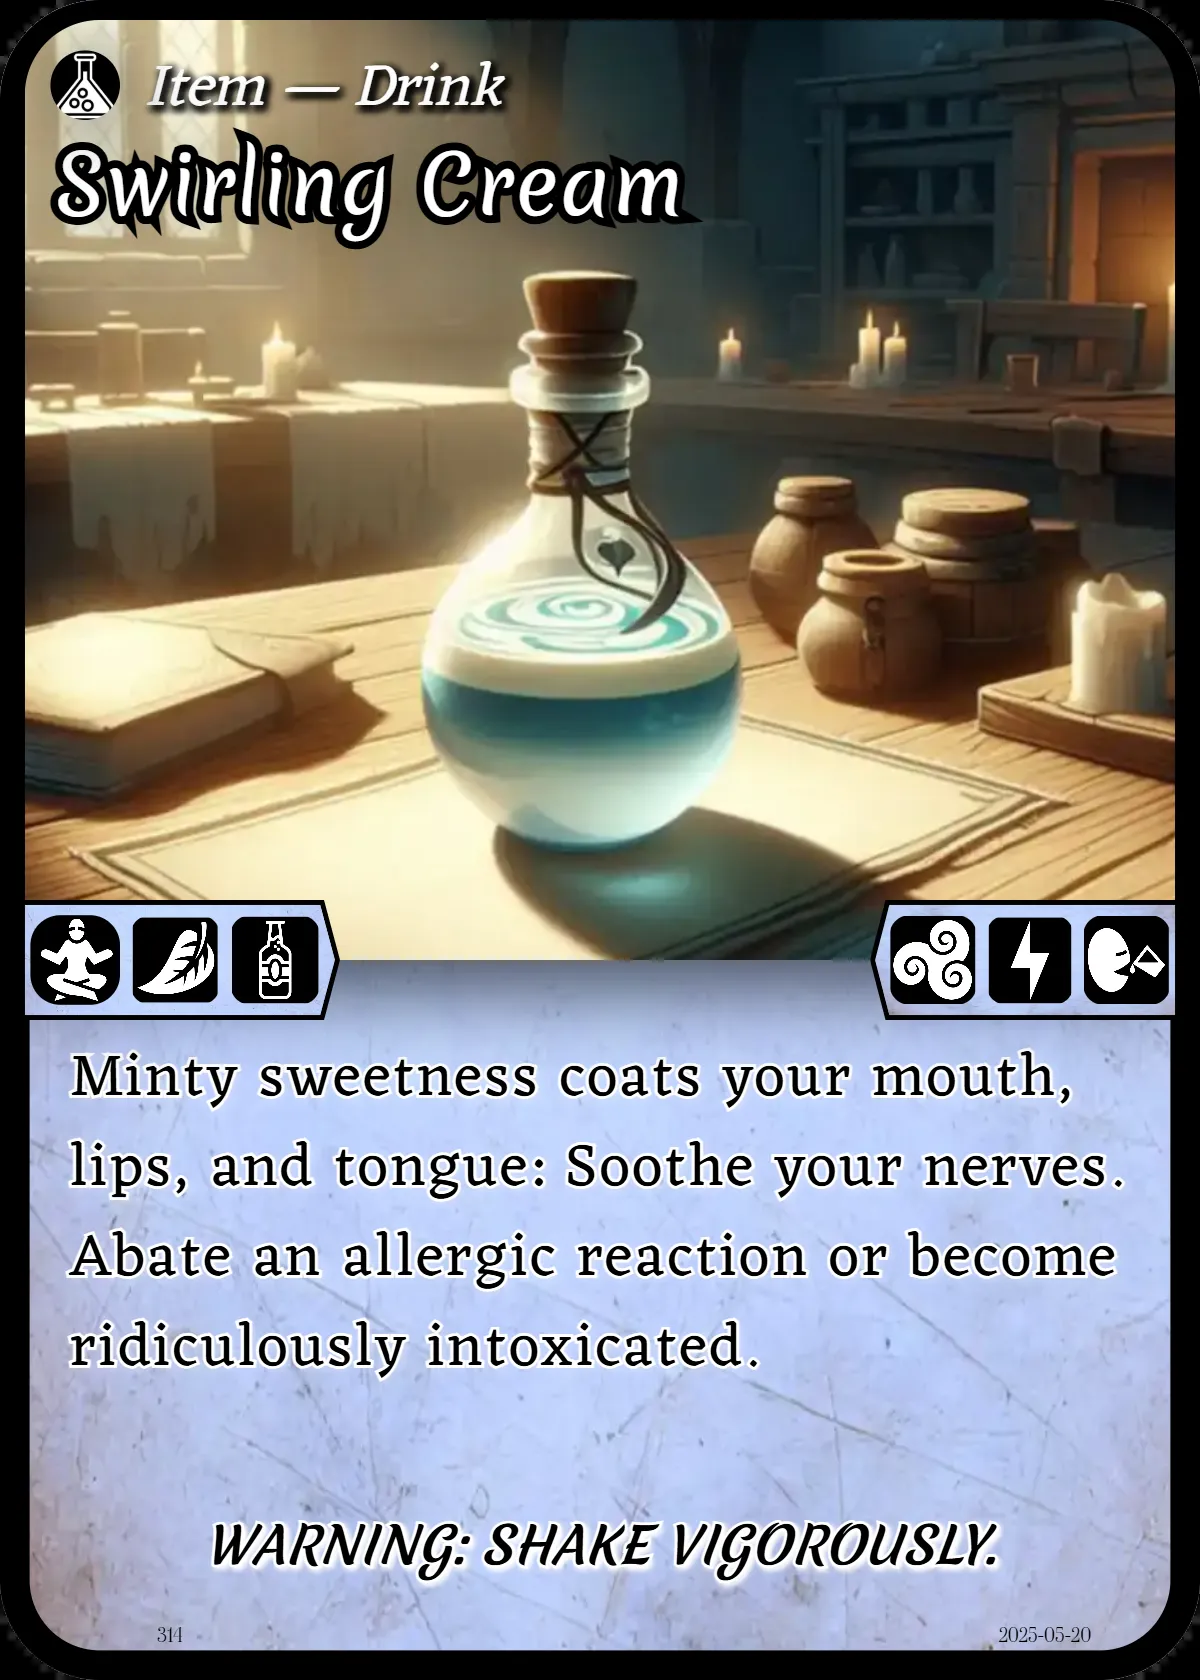 Item — Drink
Swirling Cream
Minty sweetness coats your mouth,
lips, and tongue: Soothe your nerves.
Abate an allergic reaction or become
ridiculously intoxicated.
WARNING: SHAKE VIGOROUSLY.
314
2025-05-20